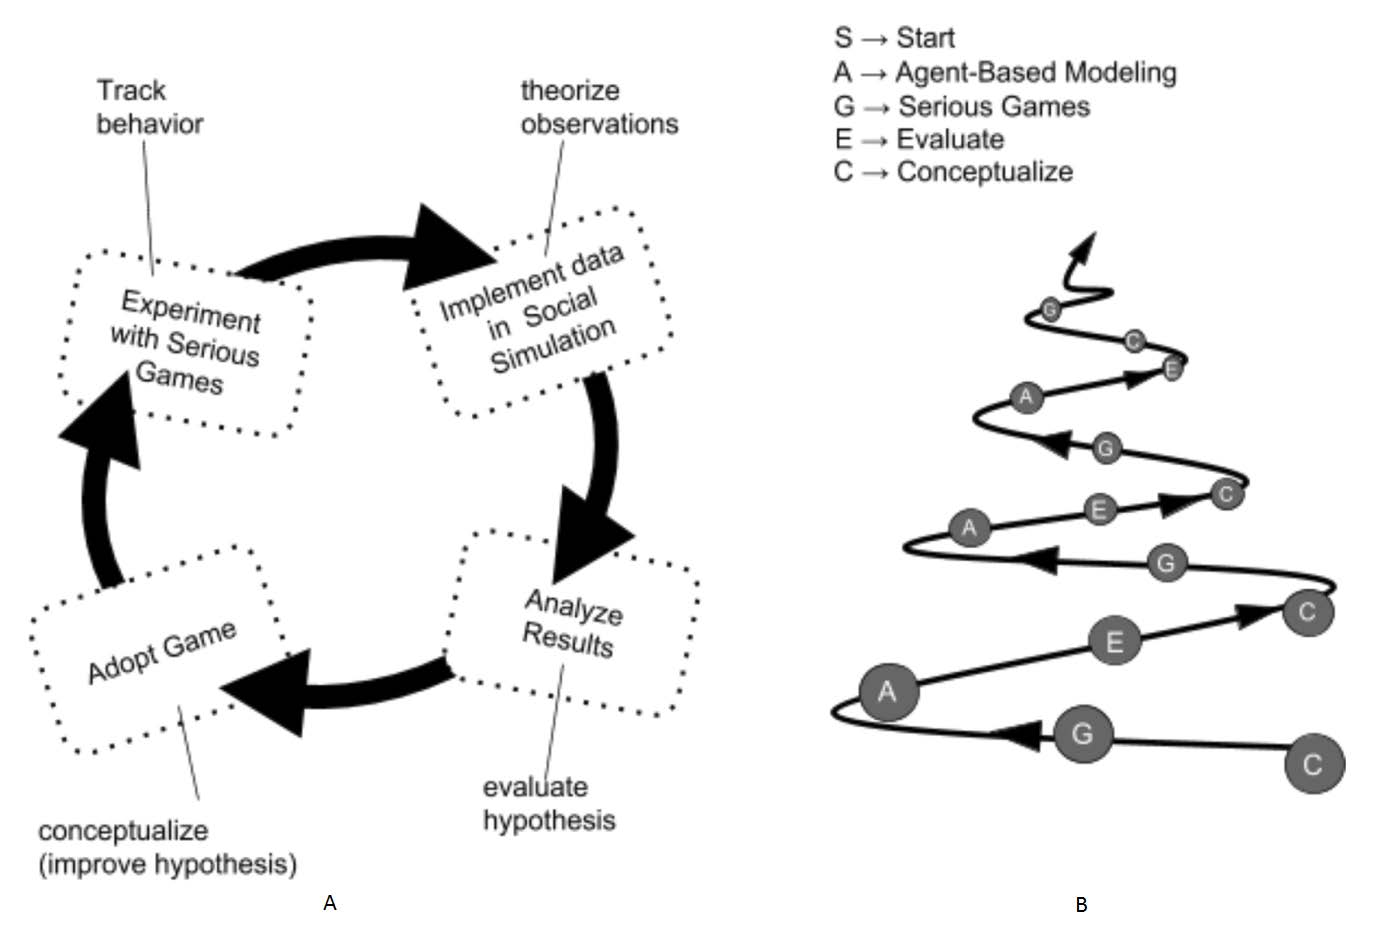 Track
behavior
theorize
observations
Experiment
with Serious
Games
Implement data
in Social
Simulation
Adopt Game
Analyze
Results
evaluate
hypothesis
conceptualize
(improve hypothesis)
A
S → Start
A → Agent-Based Modeling
G → Serious Games
E → Evaluate
C → Conceptualize
G
C
E
A
G
C
E
A
G
C
E
A
G
C
B